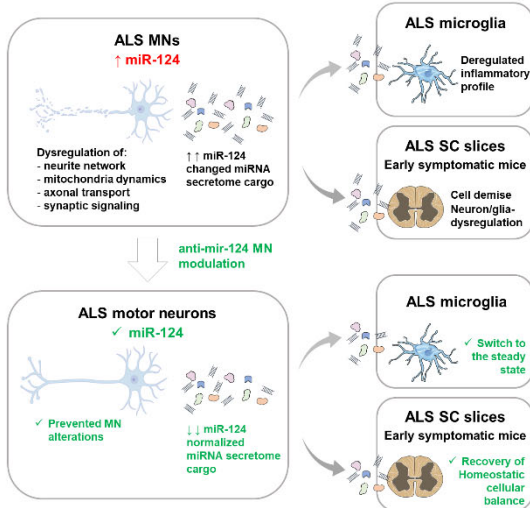 ALS MNs
↑ miR-124
Dysregulation of:
- neurite network
- mitochondria dynamics
- axonal transport
- synaptic signaling
↑↑ miR-124
changed miRNA
secretome cargo
ALS microglia
Deregulated
inflammatory
profile
ALS SC slices
Early symptomatic mice
Cell demise
Neuron/glia-
dysregulation
anti-mir-124 MN
modulation
ALS motor neurons
✓ miR-124
✓ Prevented MN
alterations
↓↓ miR-124
normalized
miRNA secretome
cargo
ALS microglia
✓ Switch to
the steady
state
ALS SC slices
Early symptomatic mice
✓ Recovery of
Homeostatic
cellular
balance